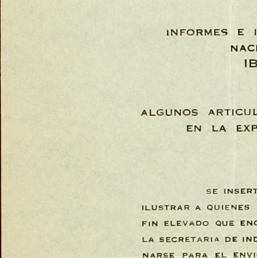 INFORMES E
NAC
IB
ALGUNOS ARTICUL
EN LA EXP
SE INSERT
ILUSTRAR A QUIENES
FIN ELEVADO QUE ENC
LA SECRETARIA DE IND
NARSE PARA EL ENVI